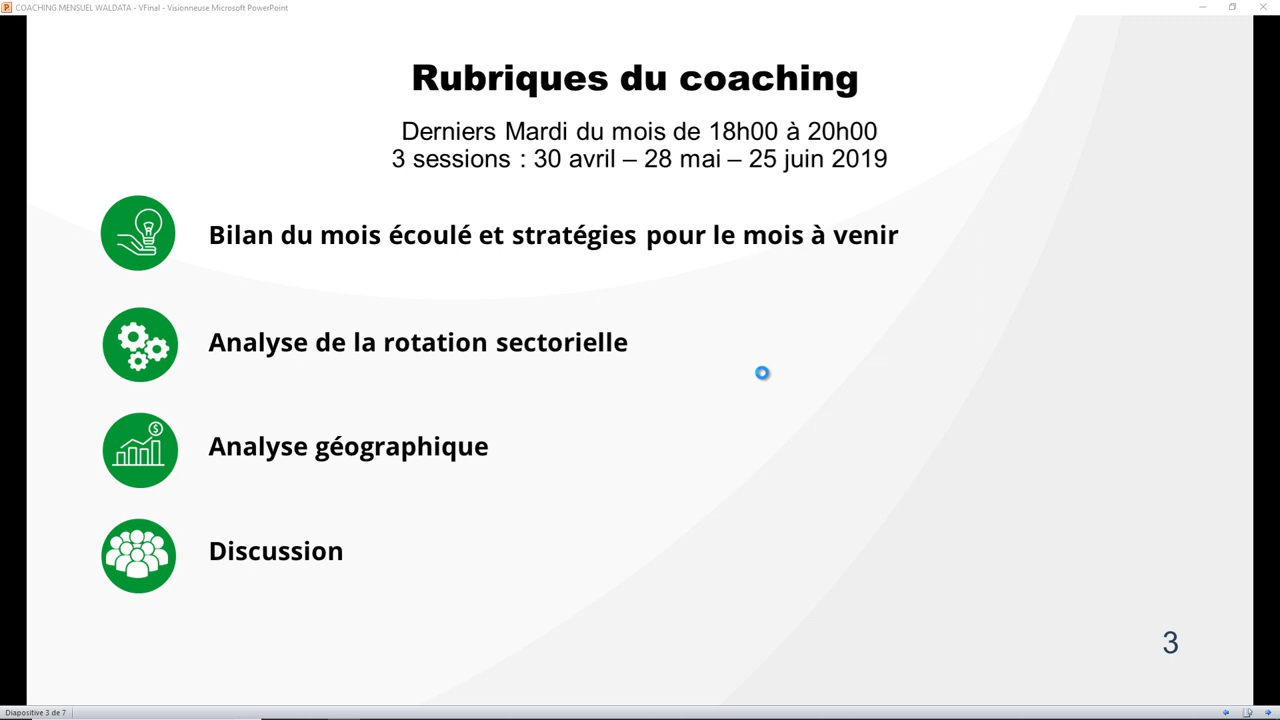 COACHING MENSUEL WALDATA - VFinal - Visionneuse Microsoft PowerPoint
Rubriques du coaching
Derniers Mardi du mois de 18h00 à 20h00
3 sessions : 30 avril – 28 mai – 25 juin 2019
Bilan du mois écoulé et stratégies pour le mois à venir
Analyse de la rotation sectorielle
$
Analyse géographique
Discussion
3
Diapositive 3 de 7